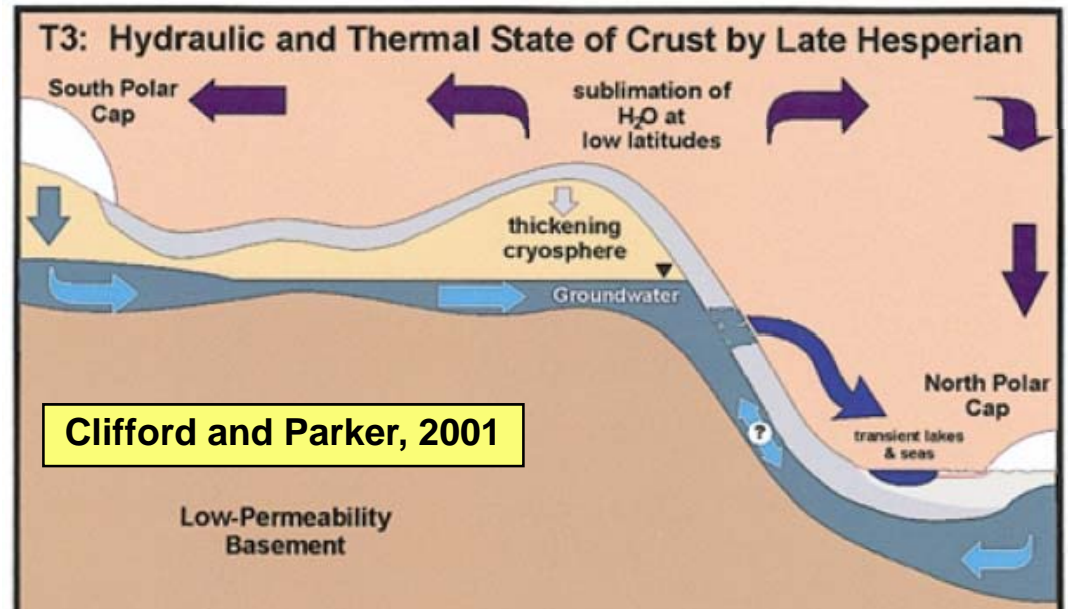 T3: Hydraulic and Thermal State of Crust by Late Hesperian
South Polar
Cap
sublimation of
H₂O at
low latitudes
thickening
cryosphere
Groundwater
North Polar
Cap
Clifford and Parker, 2001
?
transient lakes
& seas
Low-Permeability
Basement